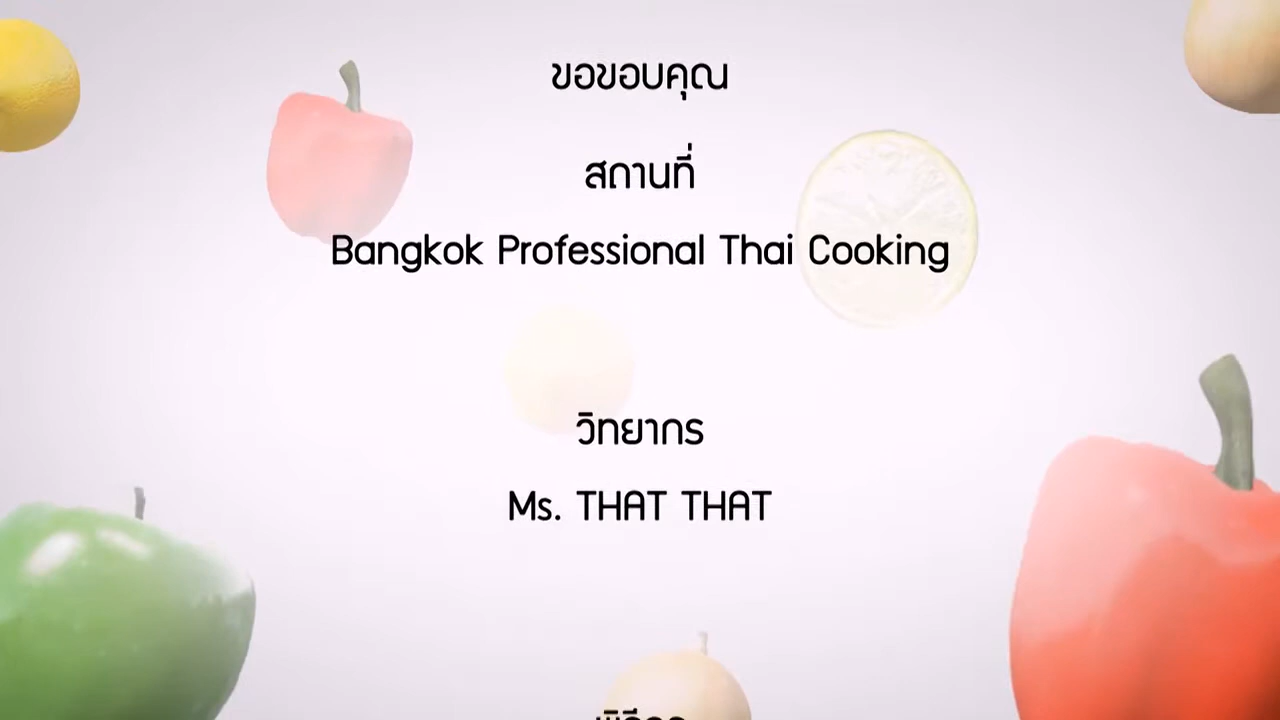 ขอขอบคุณ
สถานที่
Bangkok Professional Thai Cooking
วิทยากร
Ms. THAT THAT